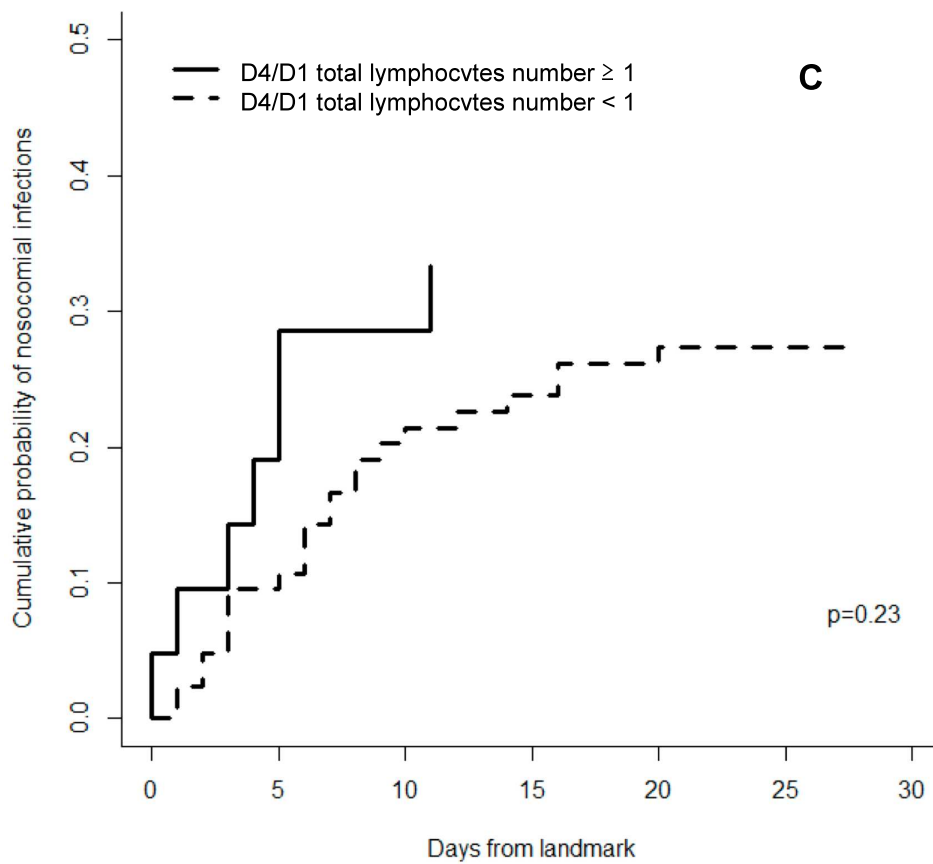 D4/D1 total lymphocvtes number ≥ 1
D4/D1 total lymphocvtes number < 1
C
Cumulative probability of nosocomial infections
0.5
0.4
0.3
0.2
0.1
0.0
p=0.23
0 5 10 15 20 25 30
Days from landmark